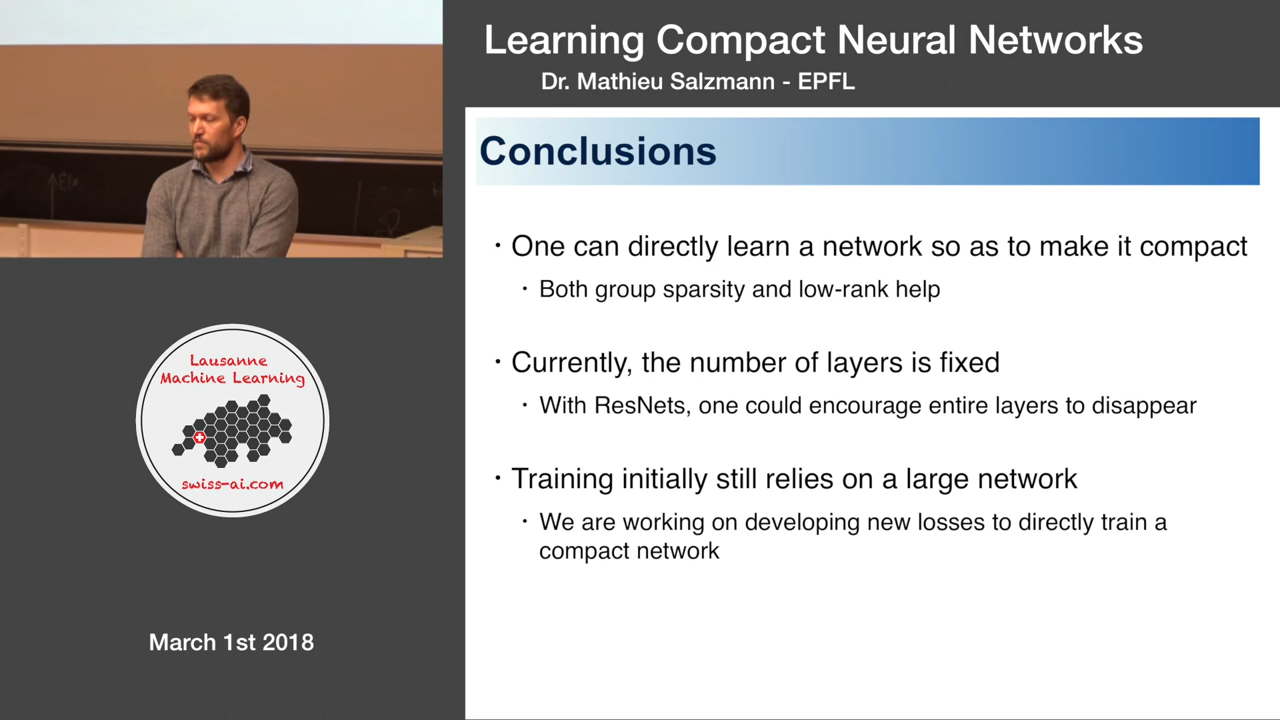 Learning Compact Neural Networks
Dr. Mathieu Salzmann - EPFL
Conclusions
· One can directly learn a network so as to make it compact
· Both group sparsity and low-rank help
· Currently, the number of layers is fixed
· With ResNets, one could encourage entire layers to disappear
· Training initially still relies on a large network
· We are working on developing new losses to directly train a
compact network
Lausanne
Machine Learning
swiss-ai.com
March 1st 2018